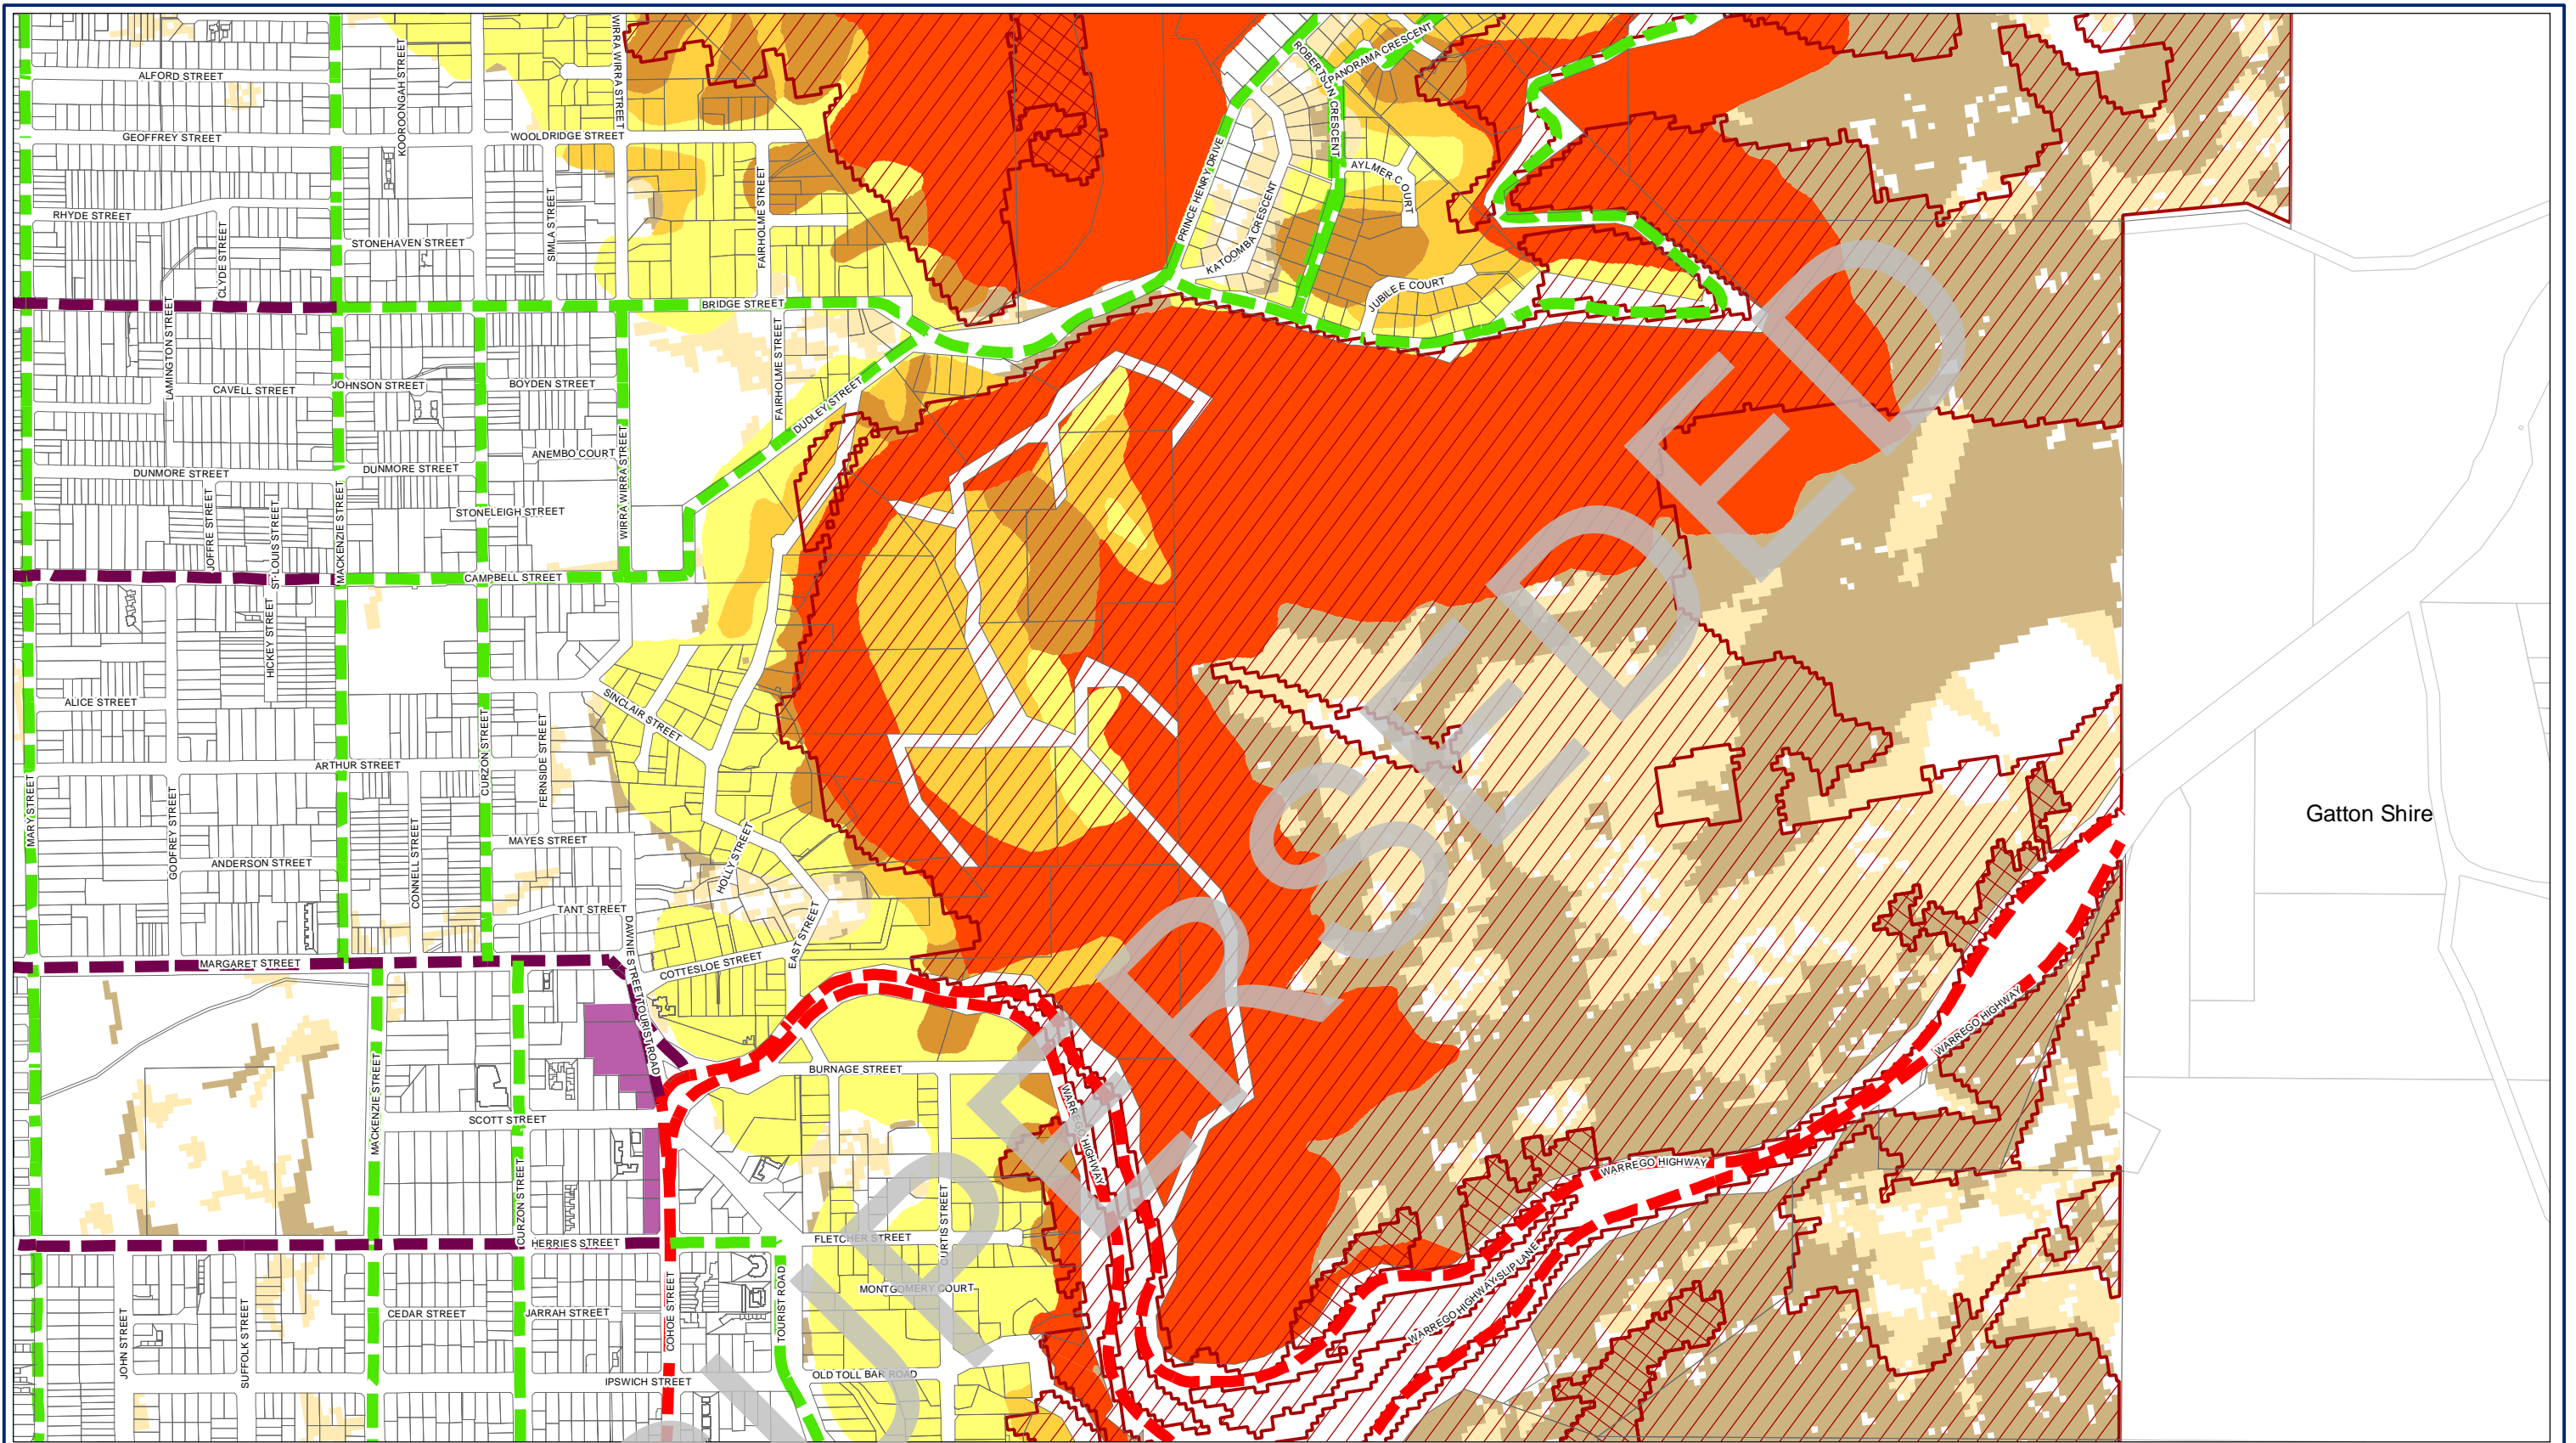 WIRRA WIRRA STREET
KOOROONGAH STREET
ALFORD STREET
GEOFFREY STREET
WOOLDRIDGE STREET
ROBERTSON CRESCENT
PANORAMA CRESCENT
ROBERTSON CRESCENT
PRINCE HENRY DRIVE
KATOOMBA CRESCENT
AYLMER COURT
JUBILEE COURT
RHYDE STREET
CLYDE STREET
STONEHAVEN STREET
SIMLA STREET
FAIRHOLME STREET
BRIDGE STREET
LAMINGTON STREET
FAIRHOLME STREET
CAVELL STREET
JOHNSON STREET
BOYDEN STREET
DUDLEY STREET
DUNMORE STREET
DUNMORE STREET
ANEMBO COURT
WIRRA WIRRA STREET
STONELEIGH STREET
JOFFRE STREET
ST-LOUIS STREET
MACKENZIE STREET
CAMPBELL STREET
HICKEY STREET
ALICE STREET
SINCLAIR STREET
CURZON STREET
FERNSIDE STREET
ARTHUR STREET
MARY STREET
GODFREY STREET
CONNELL STREET
MAYES STREET
ANDERSON STREET
HOLLY STREET
TANT STREET
EAST STREET
DAWNIE STREET
COTTESLOE STREET
MARGARET STREET
TOURIST ROAD
BURNAGE STREET
SCOTT STREET
MACKENZIE STREET
CURZON STREET
WARREGO HIGHWAY
WARREGO HIGHWAY
WARREGO HIGHWAY
WARREGO HIGHWAY SLIP LANE
HERRIES STREET
FLETCHER STREET
CURTIS STREET
MONTGOMERY COURT
TOURIST ROAD
COHOE STREET
JOHN STREET
SUFFOLK STREET
CEDAR STREET
JARRAH STREET
IPSWICH STREET
OLD TOLL BAR ROAD
Gatton Shire
SUPERSEDED